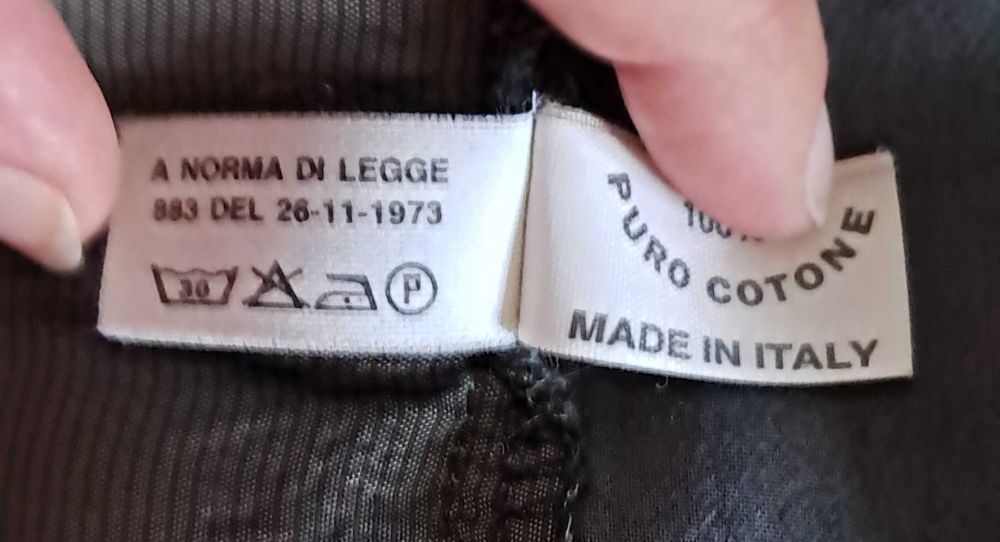 A NORMA DI LEGGE
883 DEL 26-11-1973
30
P
PURO COTONE
MADE IN ITALY